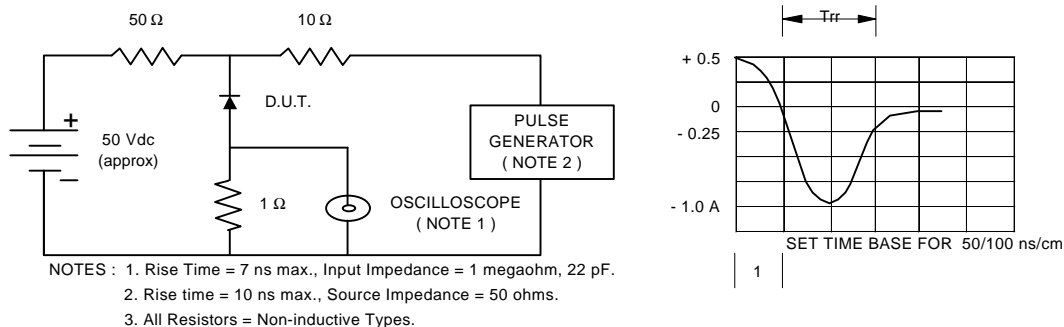 50 Ω
10 Ω
D.U.T.
+
50 Vdc
(approx)
−
1 Ω
OSCILLOSCOPE
( NOTE 1 )
PULSE
GENERATOR
( NOTE 2 )
Trr
+ 0.5
0
- 0.25
- 1.0 A
SET TIME BASE FOR 50/100 ns/cm
1
NOTES : 1. Rise Time = 7 ns max., Input Impedance = 1 megaohm, 22 pF.
2. Rise time = 10 ns max., Source Impedance = 50 ohms.
3. All Resistors = Non-inductive Types.